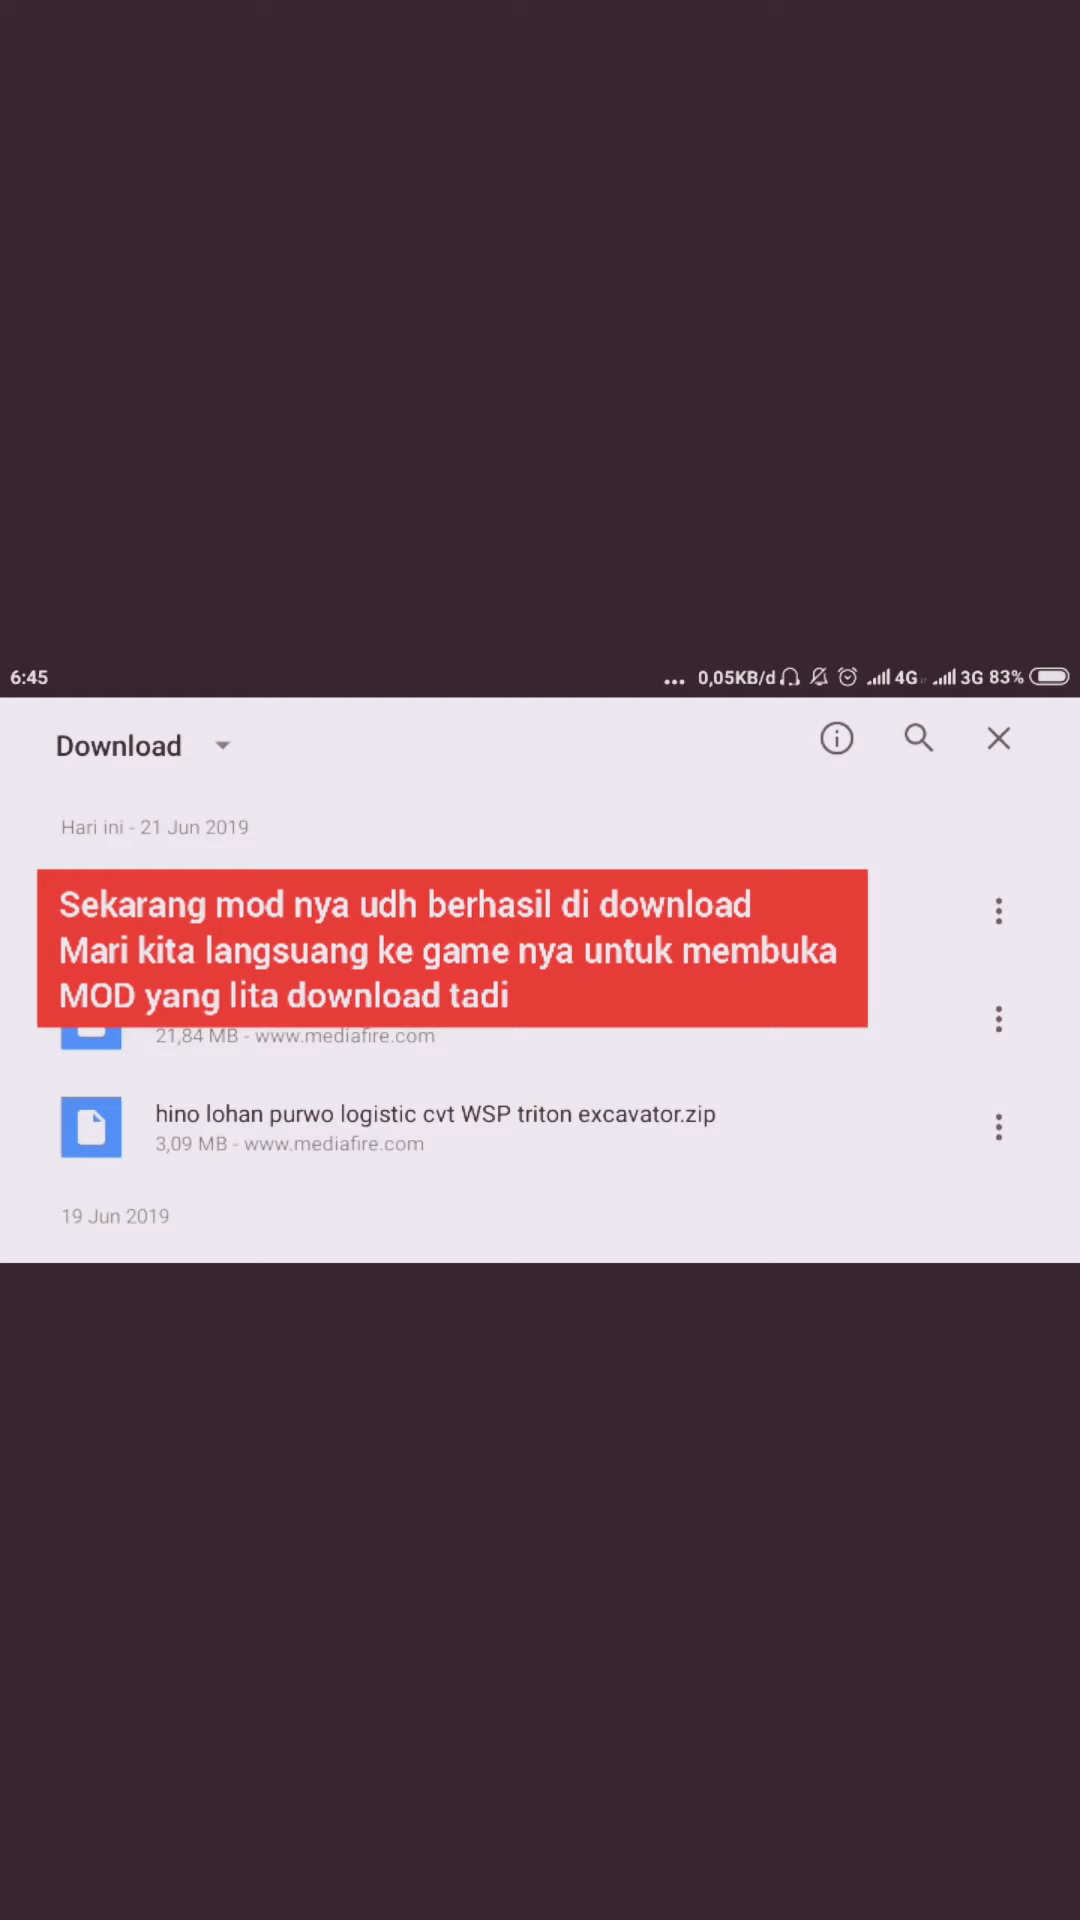 6:45
... 0,05KB/d 4G 3G 83%
Download
Hari ini - 21 Jun 2019
Sekarang mod nya udh berhasil di download
Mari kita langsuang ke game nya untuk membuka
MOD yang lita download tadi
21,84 MB - www.mediafire.com
hino lohan purwo logistic cvt WSP triton excavator.zip
3,09 MB - www.mediafire.com
19 Jun 2019